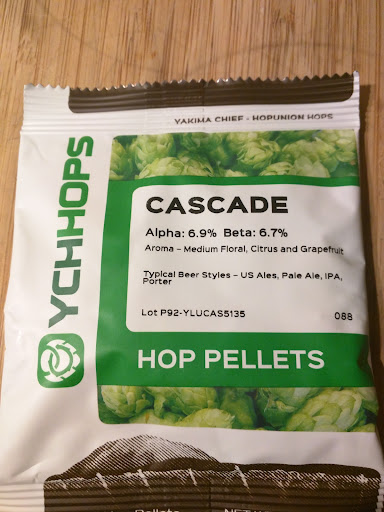 YAKIMA CHIEF - HOPUNION HOPS
YCHHOPS
CASCADE
Alpha: 6.9% Beta: 6.7%
Aroma - Medium Floral, Citrus and Grapefruit
Typical Beer Styles - US Ales, Pale Ale, IPA,
Porter
Lot P92-YLUCAS5135 088
HOP PELLETS
Pellets